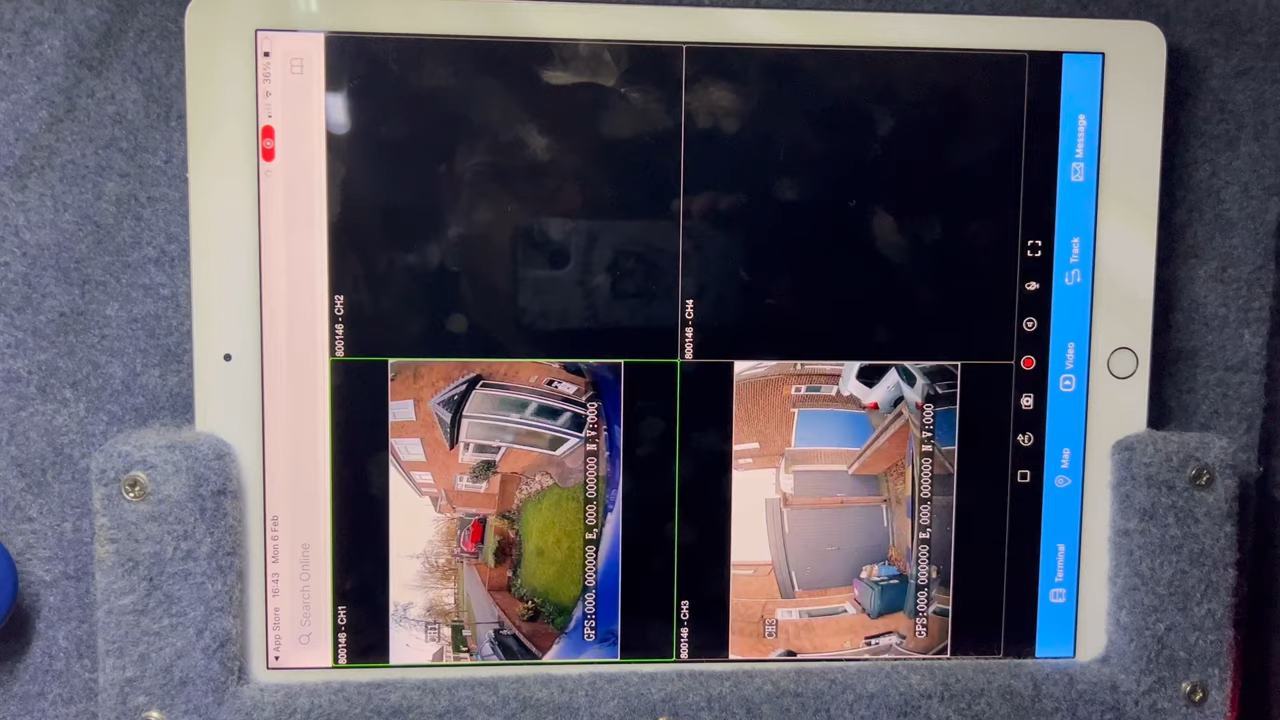 ◀ App Store 16:43 Mon 6 Feb
36%
Search Online
800146 - CH1
800146 - CH2
CH1
GPS:000.000000 E,000.000000 N,V:000
800146 - CH3
800146 - CH4
CH3
GPS:000.000000 E,000.000000 N,V:000
Terminal
Map
Video
Track
Message